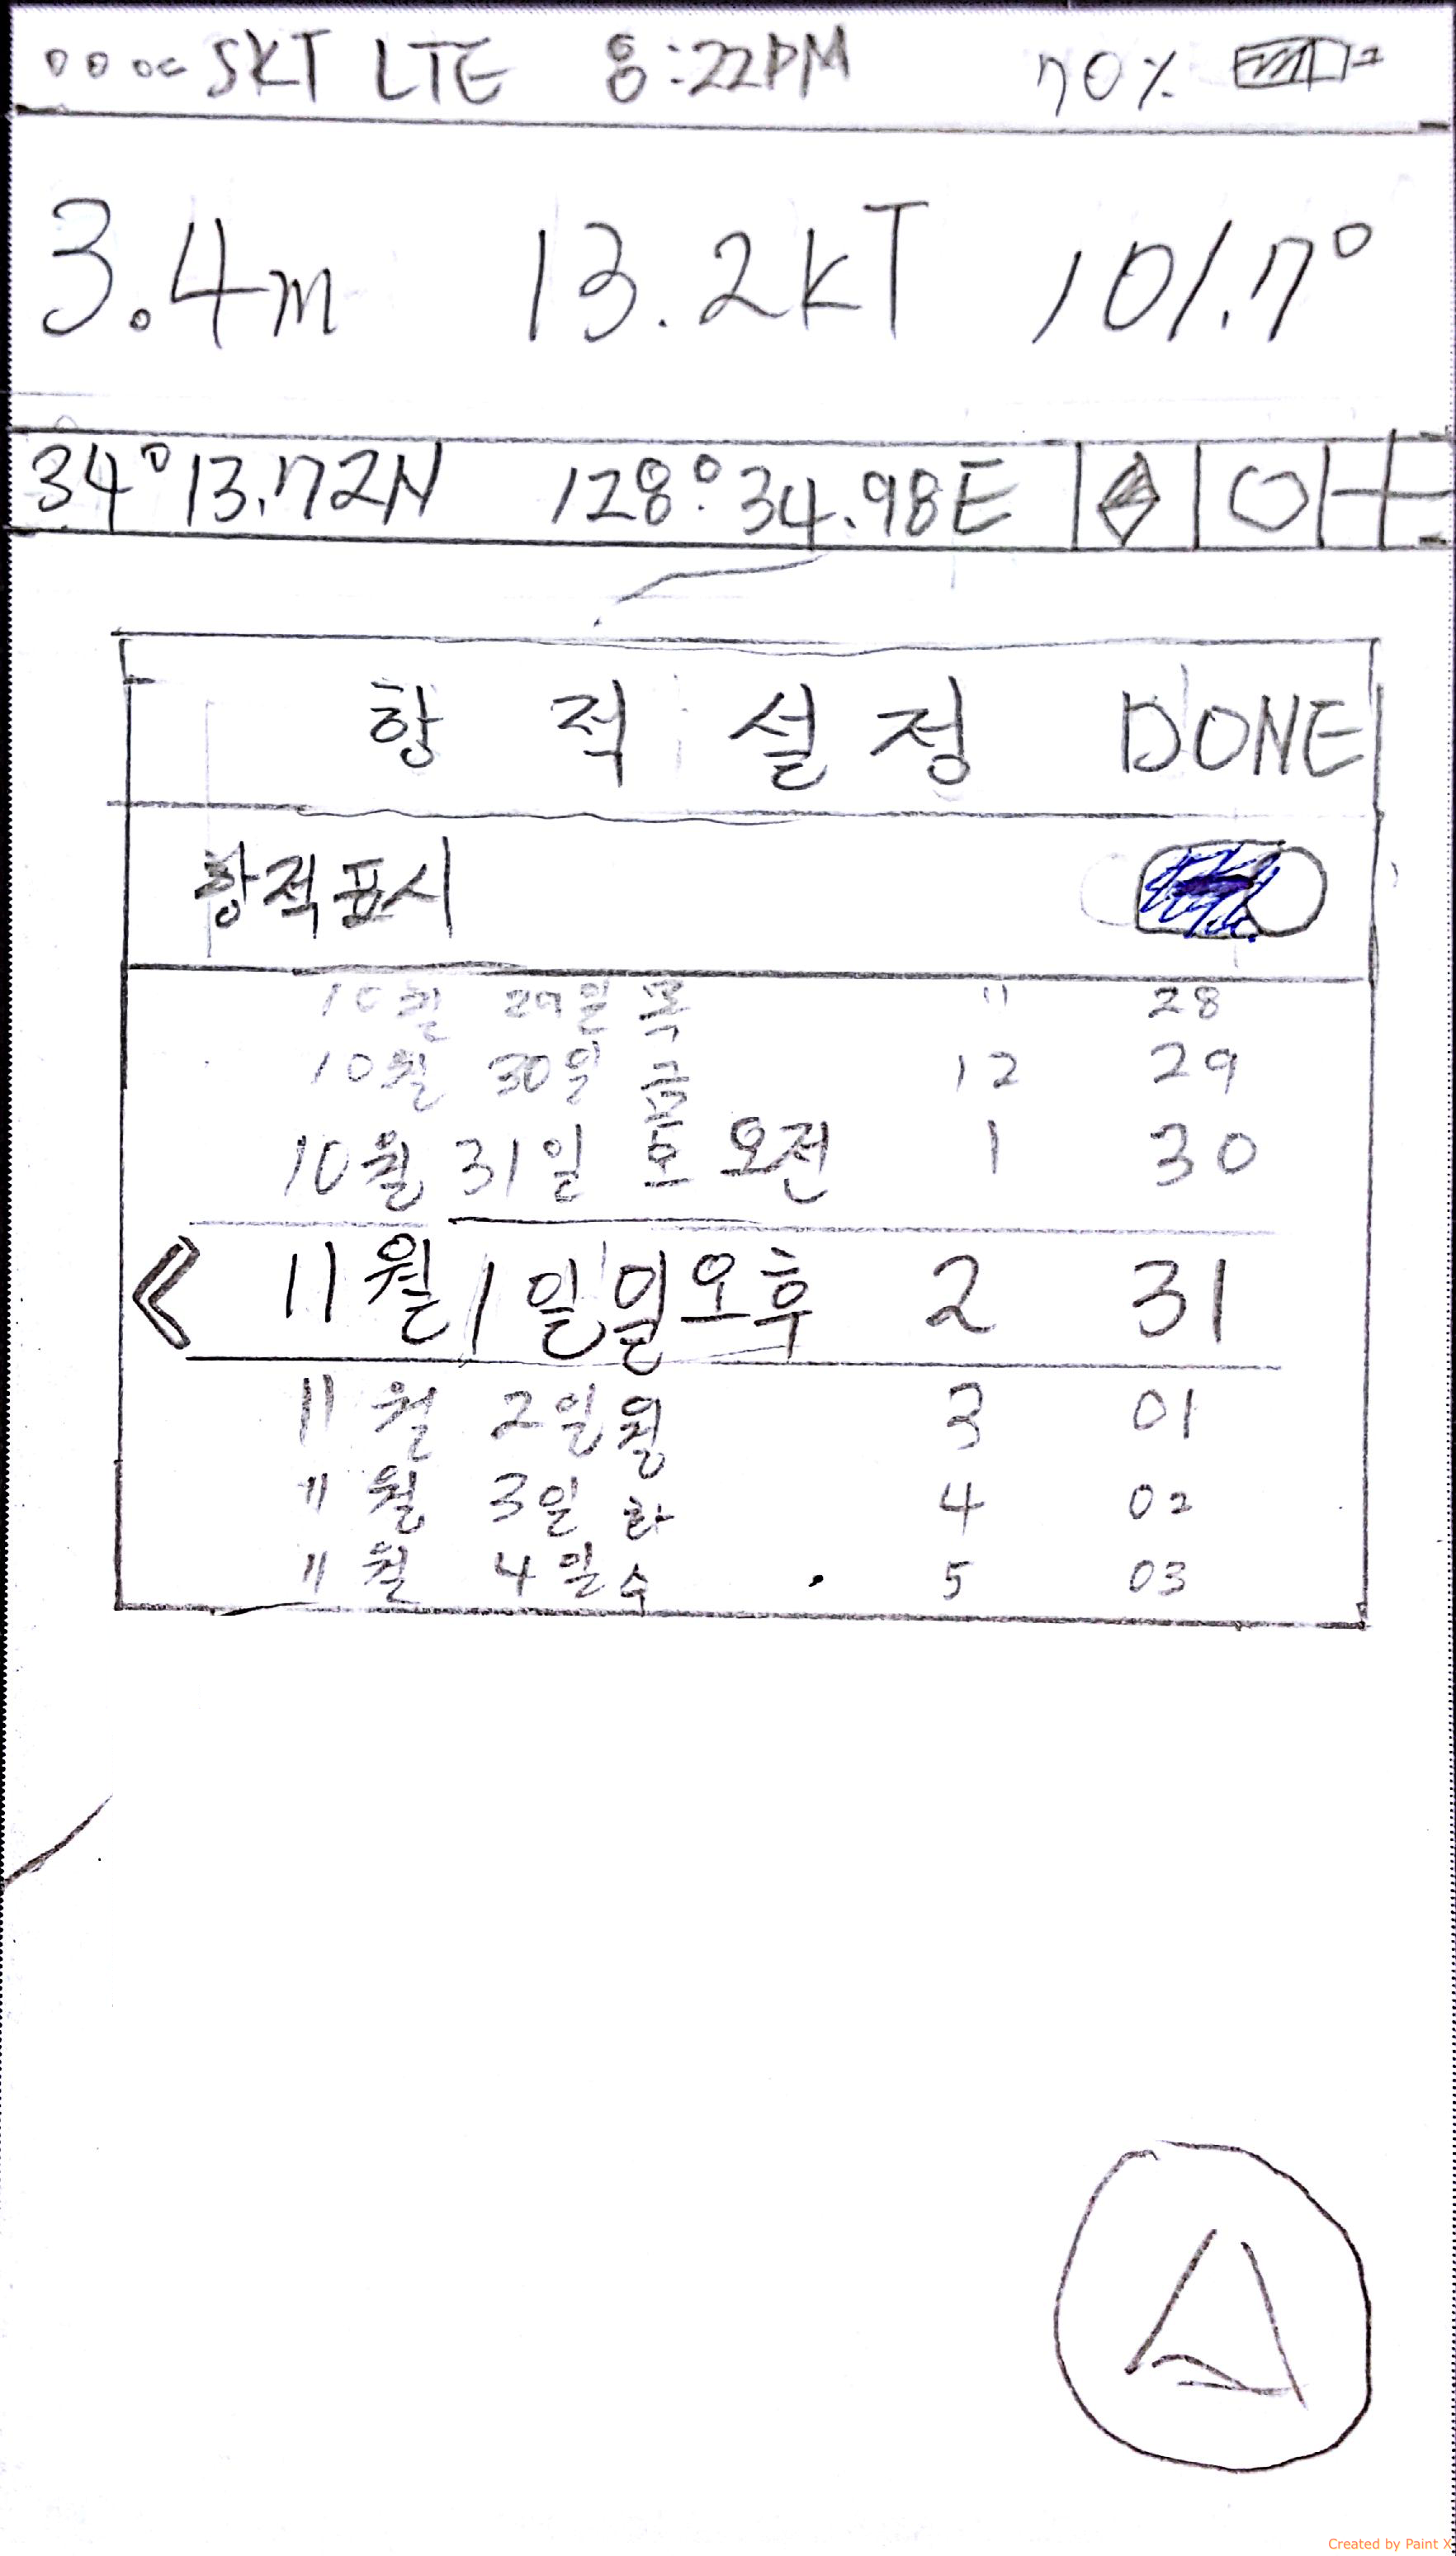 SKT LTE 8:22PM 70%
3.4m 13.2KT 101.7°
34°13.72N 128°34.98E
항적설정 DONE
항적표시
10월 29일 목 11 28
10월 30일 금 12 29
10월 31일 토 오전 1 30
11월 1일 일 오후 2 31
11월 2일 월 3 01
11월 3일 화 4 02
11월 4일 수 5 03
Created by Paint X